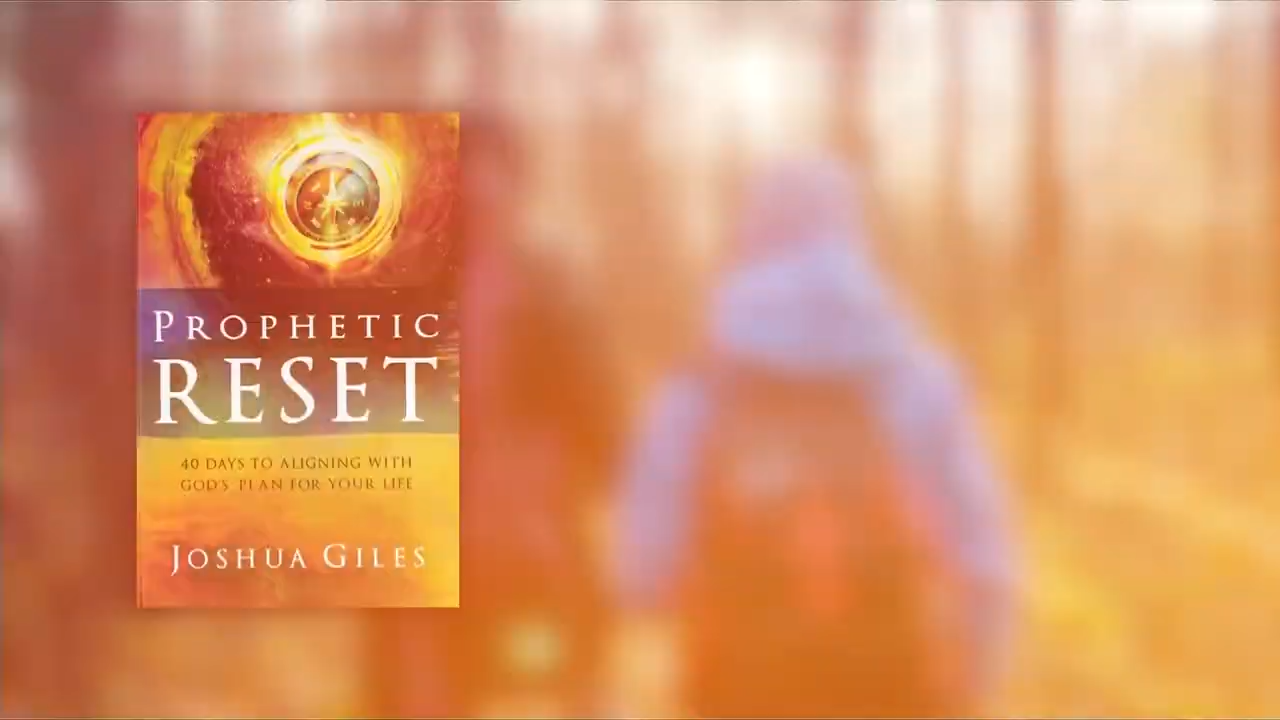 PROPHETIC
RESET
40 DAYS TO ALIGNING WITH
GOD'S PLAN FOR YOUR LIFE
JOSHUA GILES